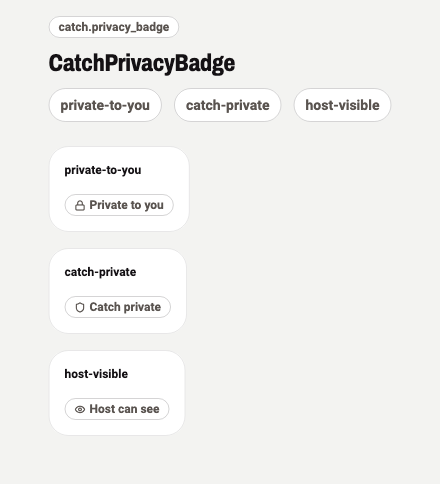 catch.privacy_badge
CatchPrivacyBadge
private-to-you catch-private host-visible
private-to-you
Private to you
catch-private
Catch private
host-visible
Host can see